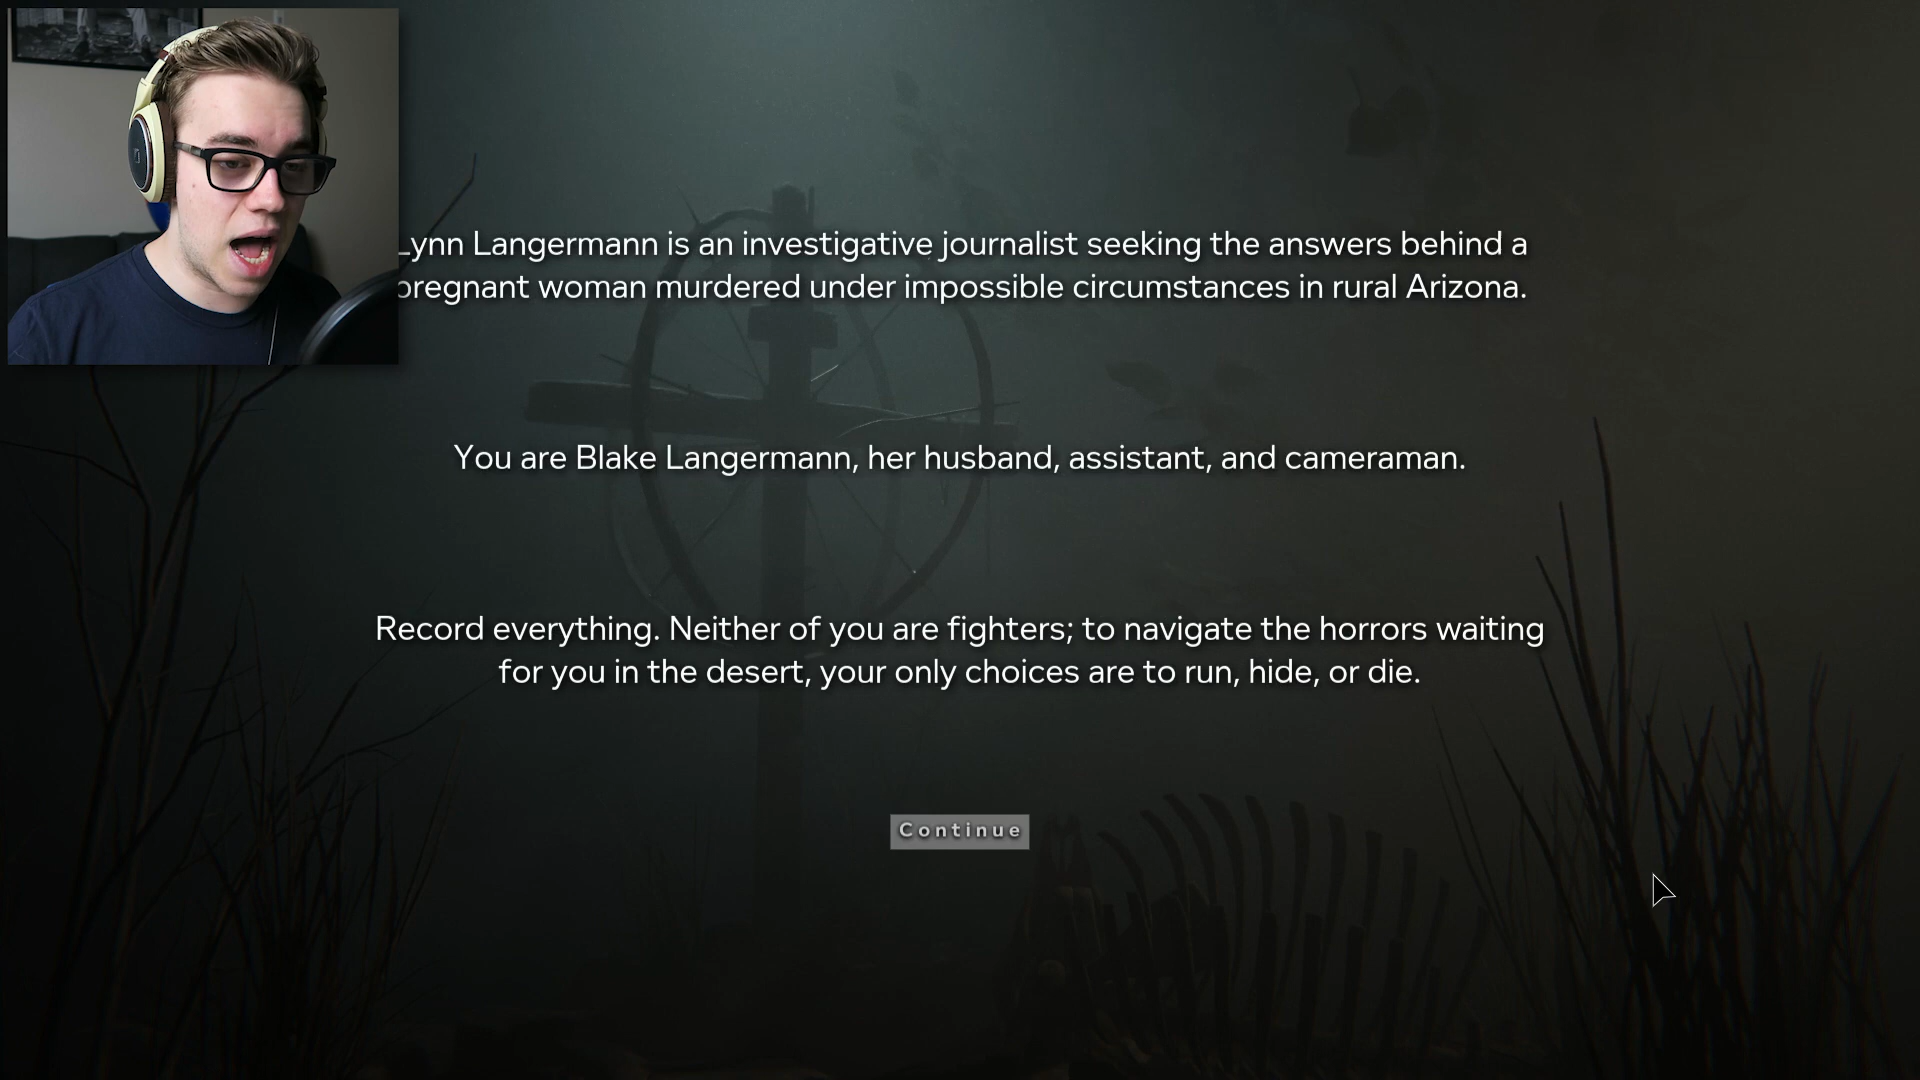 Lynn Langermann is an investigative journalist seeking the answers behind a
pregnant woman murdered under impossible circumstances in rural Arizona.
You are Blake Langermann, her husband, assistant, and cameraman.
Record everything. Neither of you are fighters; to navigate the horrors waiting
for you in the desert, your only choices are to run, hide, or die.
Continue